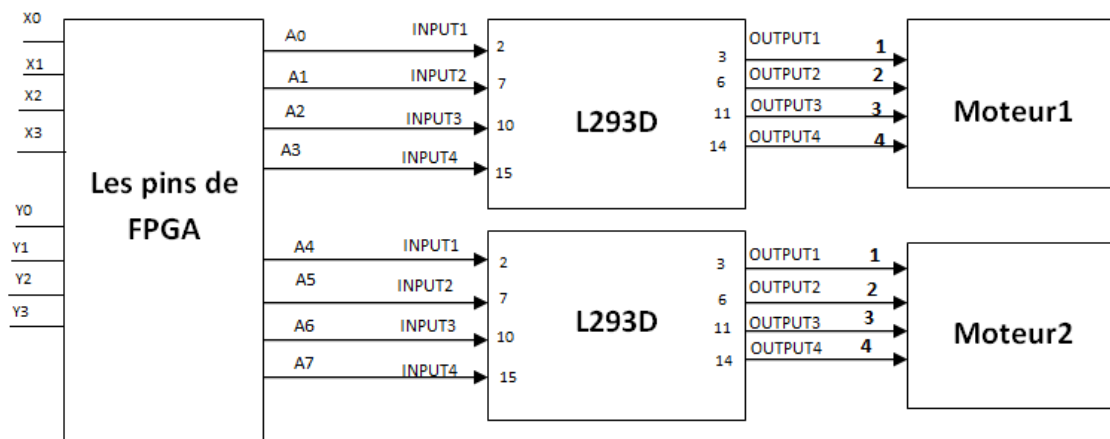 X0
X1
X2
X3
Y0
Y1
Y2
Y3
Les pins de
FPGA
A0 INPUT1
A1 INPUT2
A2 INPUT3
A3 INPUT4
A4 INPUT1
A5 INPUT2
A6 INPUT3
A7 INPUT4
2
7
10
15
L293D
3
6
11
14
OUTPUT1 1
OUTPUT2 2
OUTPUT3 3
OUTPUT4 4
Moteur1
2
7
10
15
L293D
3
6
11
14
OUTPUT1 1
OUTPUT2 2
OUTPUT3 3
OUTPUT4 4
Moteur2